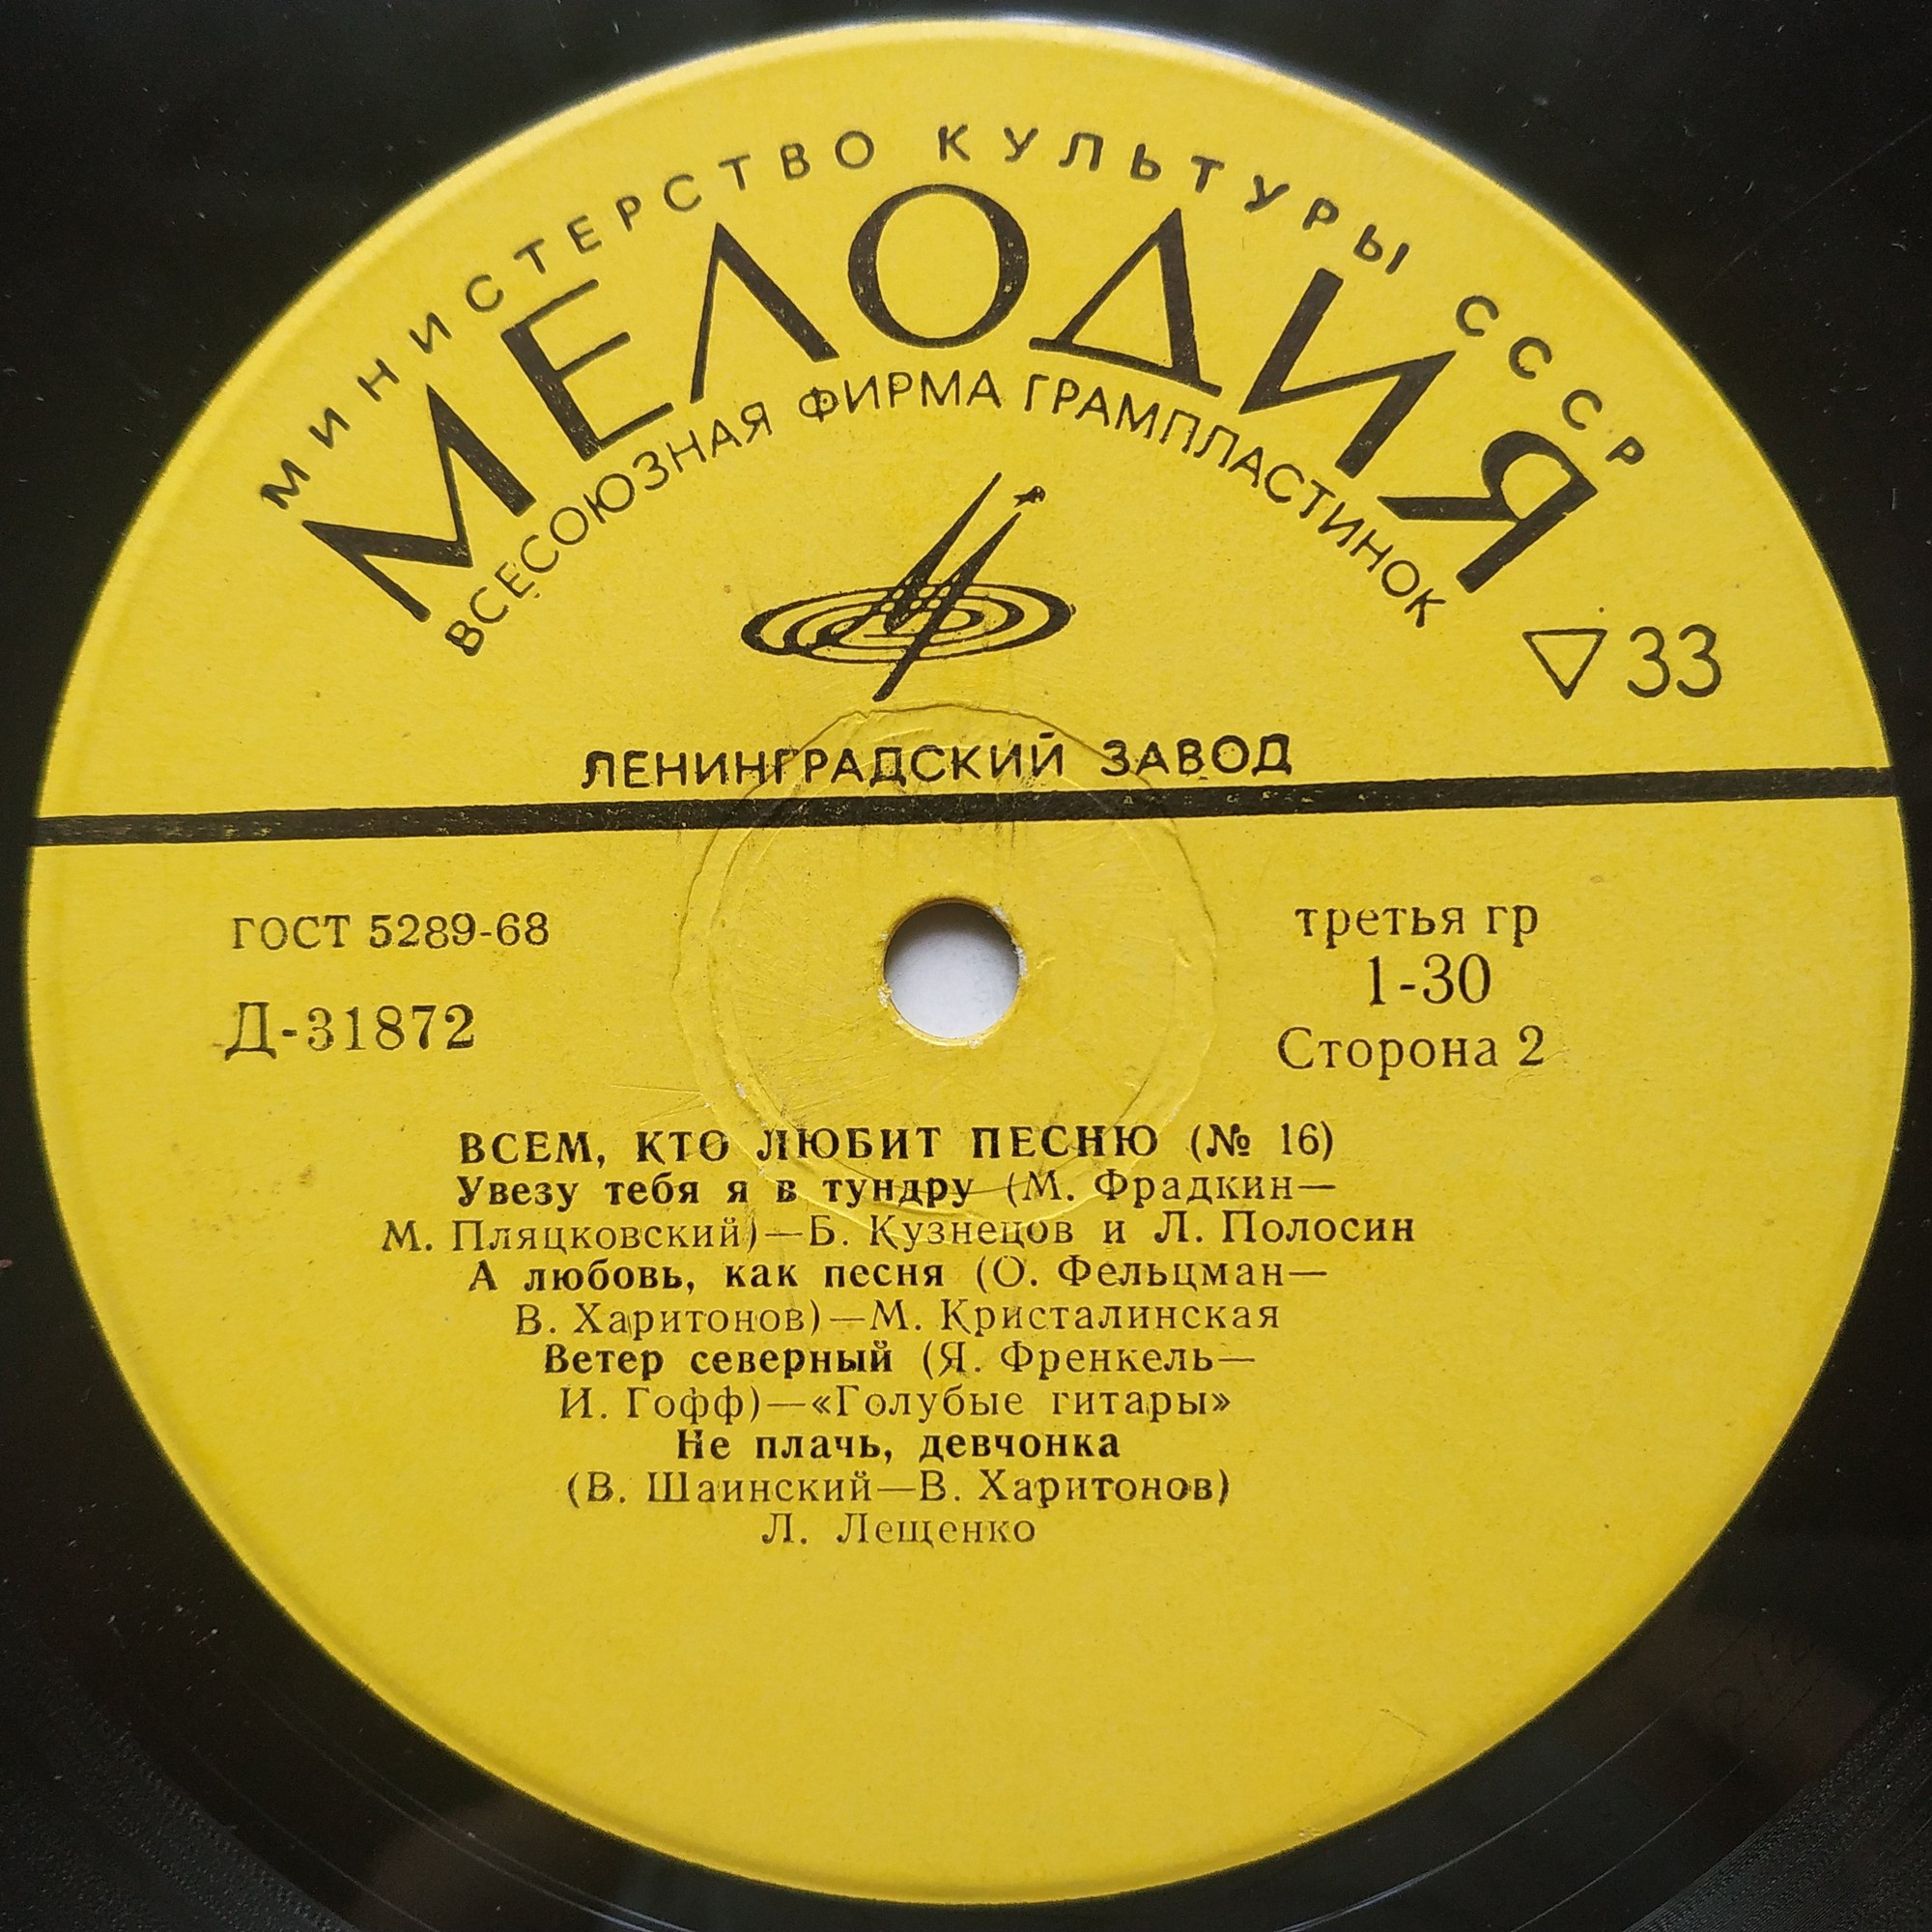 МИНИСТЕРСТВО КУЛЬТУРЫ СССР
МЕЛОДИЯ
ВСЕСОЮЗНАЯ ФИРМА ГРАМПЛАСТИНОК
33
ЛЕНИНГРАДСКИЙ ЗАВОД
ГОСТ 5289-68
Д-31872
третья гр
1-30
Сторона 2
ВСЕМ, КТО ЛЮБИТ ПЕСНЮ (№ 16)
Увезу тебя я в тундру (М. Фрадкин—
М. Пляцковский)—Б. Кузнецов и Л. Полосин
А любовь, как песня (О. Фельцман—
В. Харитонов)—М. Кристалинская
Ветер северный (Я. Френкель—
И. Гофф)—«Голубые гитары»
Не плачь, девчонка
(В. Шаинский—В. Харитонов)
Л. Лещенко